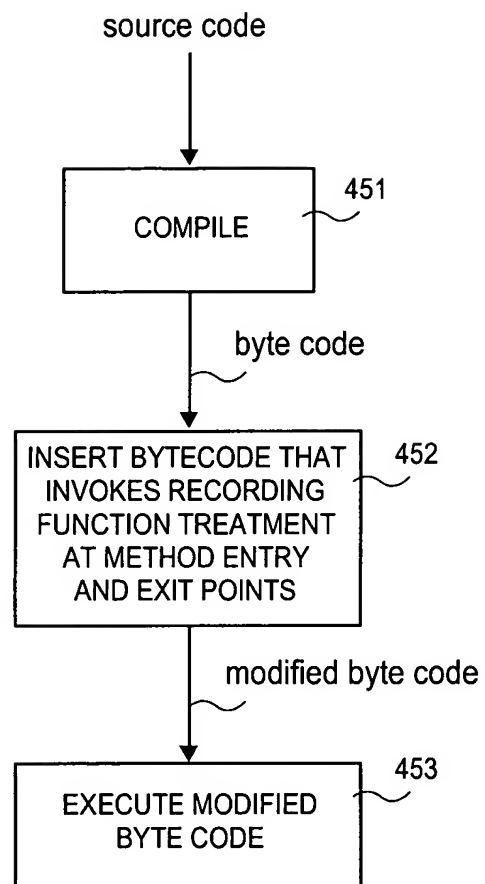 source code
451
COMPILE
byte code
INSERT BYTECODE THAT
INVOKES RECORDING
FUNCTION TREATMENT
AT METHOD ENTRY
AND EXIT POINTS
452
modified byte code
453
EXECUTE MODIFIED
BYTE CODE